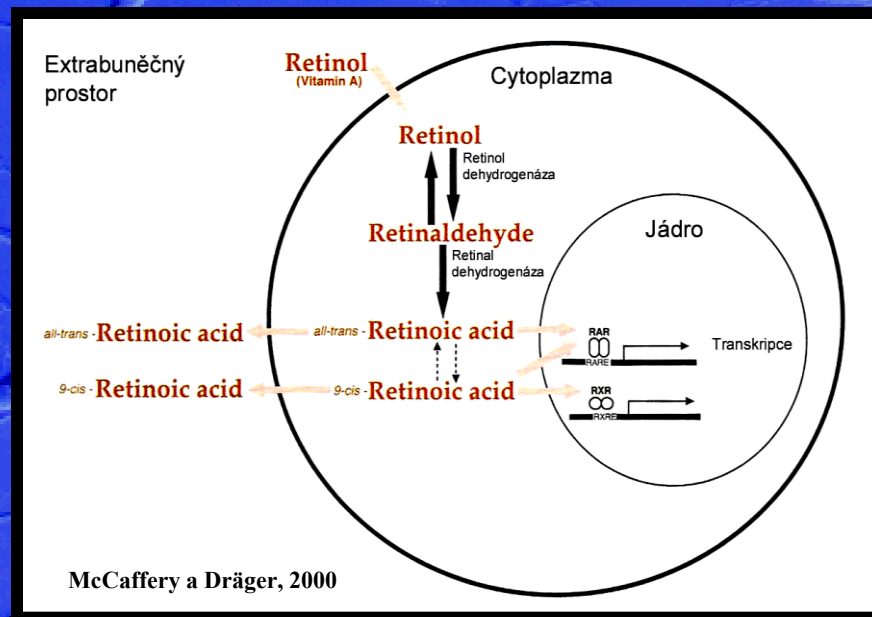 Extrabuněčný
prostor
Retinol
(Vitamin A)
Cytoplazma
Retinol
Retinol
dehydrogenáza
Retinaldehyde
Retinal
dehydrogenáza
Jádro
all-trans - Retinoic acid
all-trans - Retinoic acid
RAR
RARE
Transkripce
9-cis - Retinoic acid
9-cis - Retinoic acid
RXR
RXRE
McCaffery a Dräger, 2000